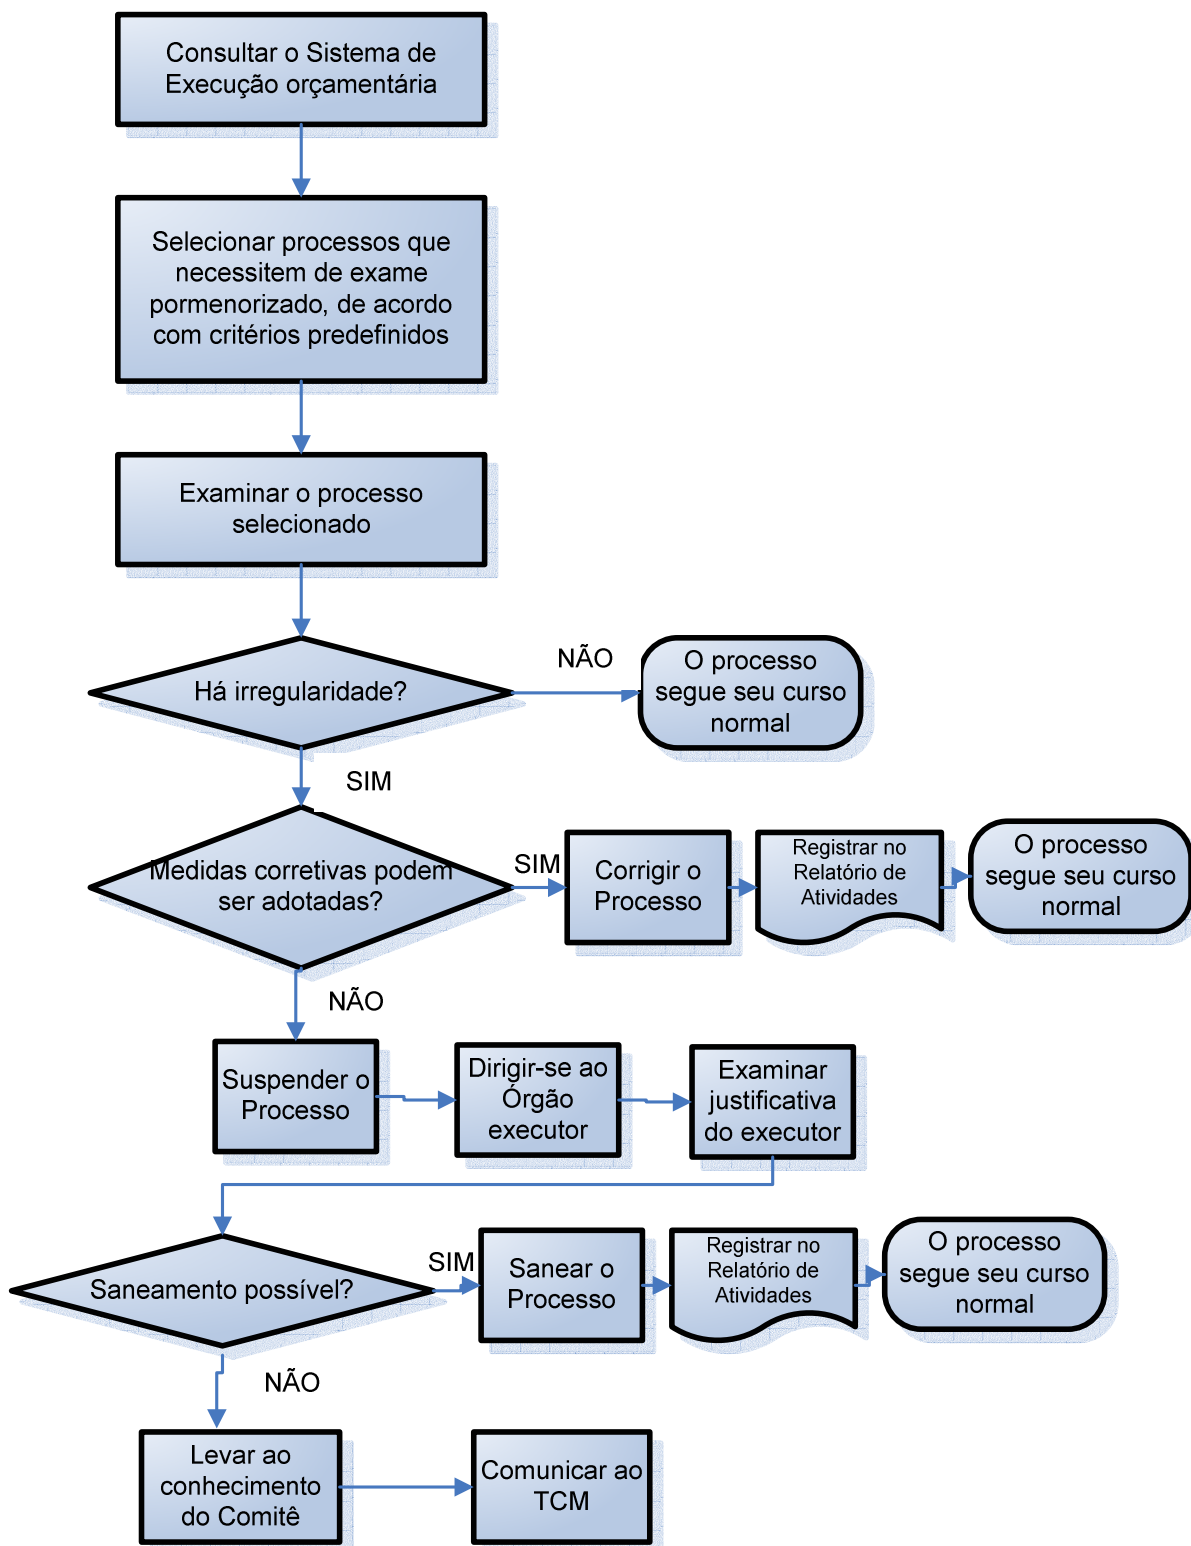 Consultar o Sistema de
Execução orçamentária
Selecionar processos que
necessitem de exame
pormenorizado, de acordo
com critérios predefinidos
Examinar o processo
selecionado
Há irregularidade?
NÃO
O processo
segue seu curso
normal
SIM
Medidas corretivas podem
ser adotadas?
SIM
Corrigir o
Processo
Registrar no
Relatório de
Atividades
O processo
segue seu curso
normal
NÃO
Suspender o
Processo
Dirigir-se ao
Órgão
executor
Examinar
justificativa
do executor
Saneamento possível?
SIM
Sanear o
Processo
Registrar no
Relatório de
Atividades
O processo
segue seu curso
normal
NÃO
Levar ao
conhecimento
do Comitê
Comunicar ao
TCM